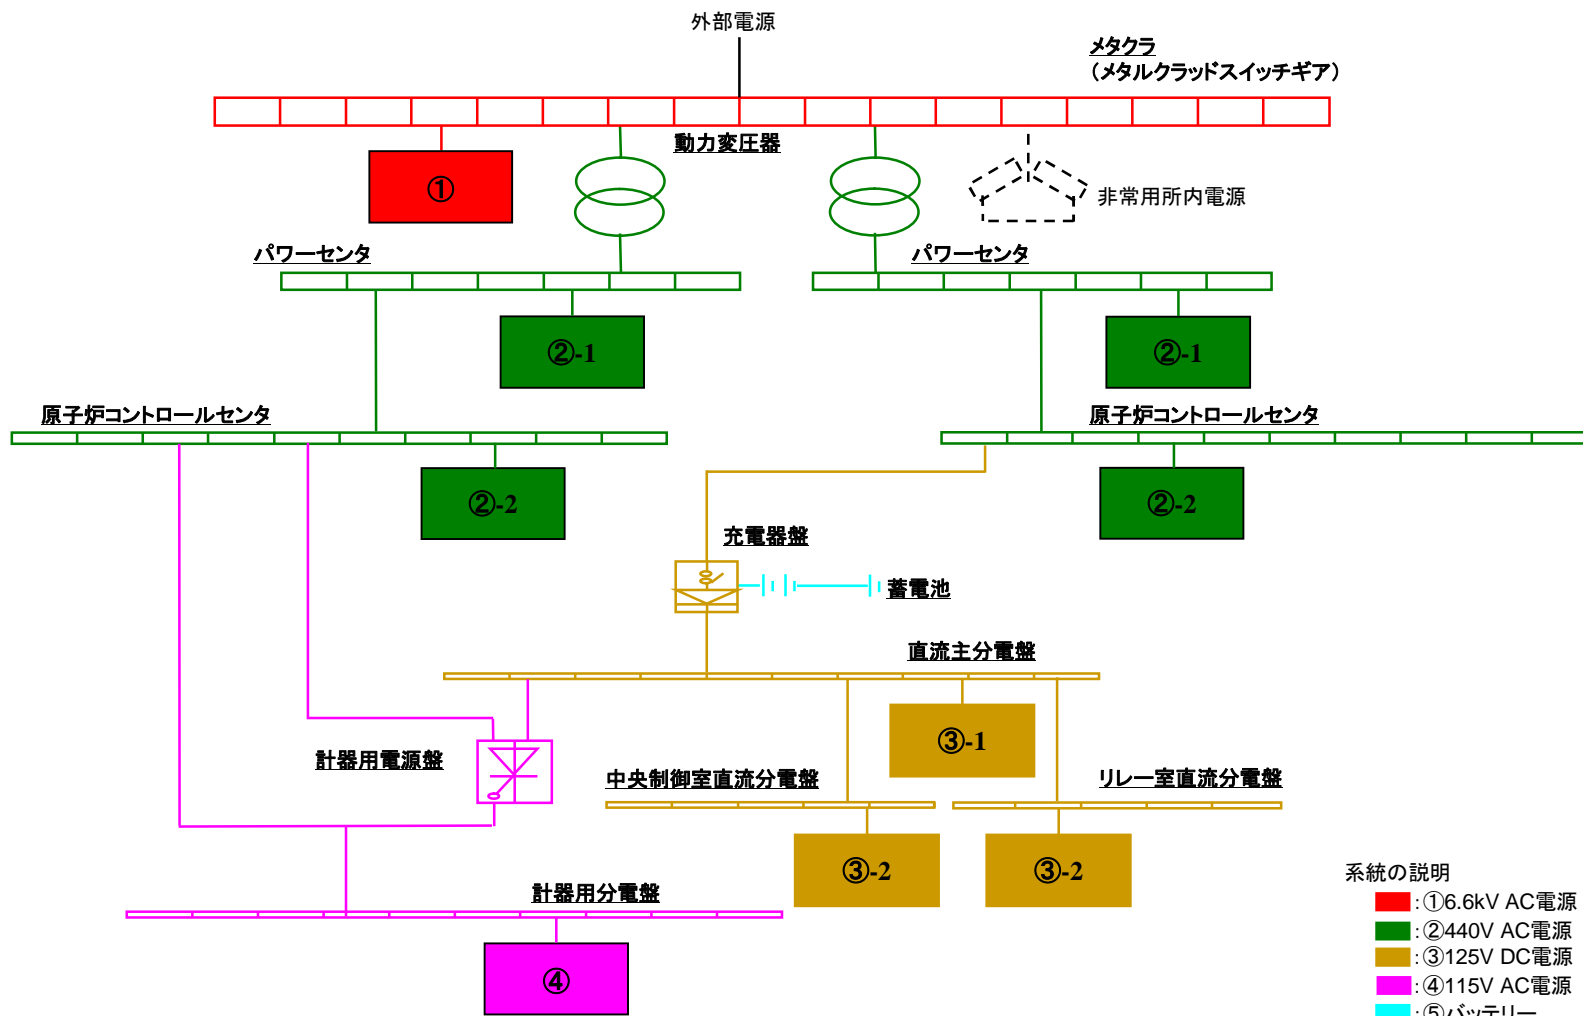 外部電源
メタクラ
(メタルクラッドスイッチギア)
動力変圧器
①
非常用所内電源
パワーセンタ
パワーセンタ
②-1
②-1
原子炉コントロールセンタ
原子炉コントロールセンタ
②-2
②-2
充電器盤
蓄電池
直流主分電盤
③-1
計器用電源盤
中央制御室直流分電盤
リレー室直流分電盤
③-2
③-2
計器用分電盤
④
系統の説明
:①6.6kV AC電源
:②440V AC電源
:③125V DC電源
:④115V AC電源
:⑤バッテリー